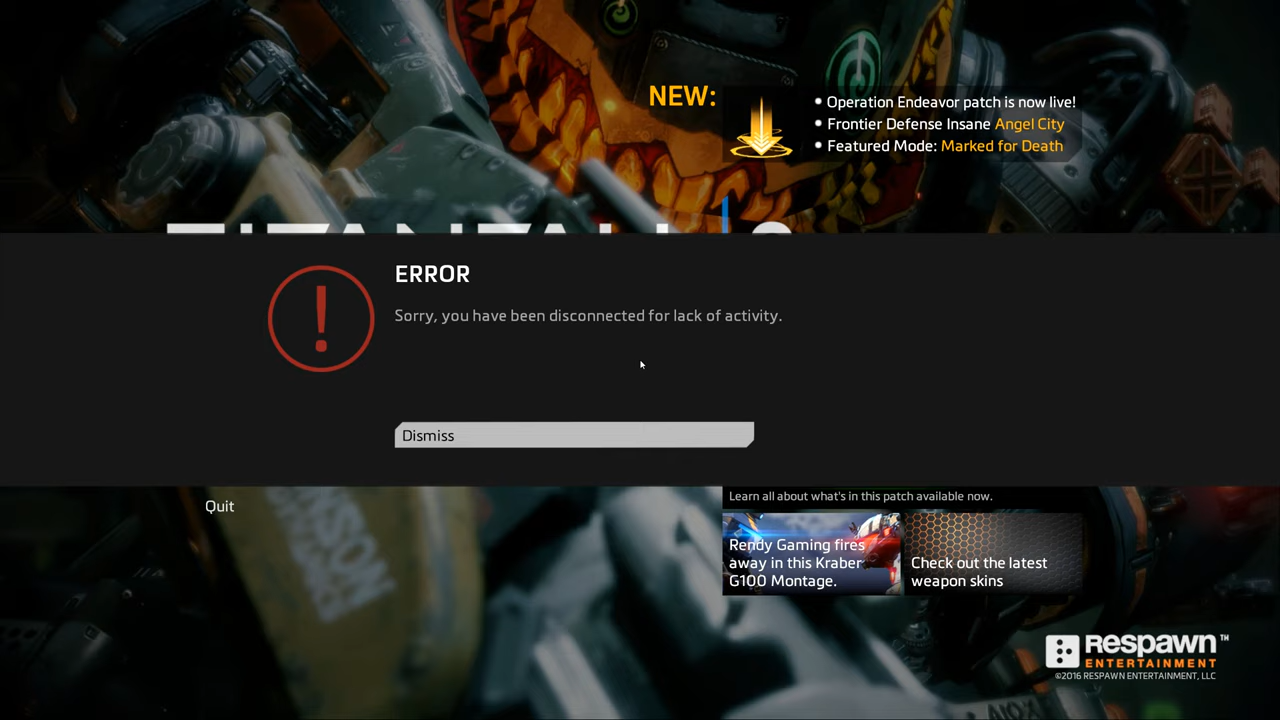 NEW:
• Operation Endeavor patch is now live!
• Frontier Defense Insane Angel City
• Featured Mode: Marked for Death
ERROR
Sorry, you have been disconnected for lack of activity.
Dismiss
Quit
Learn all about what's in this patch available now.
Rendy Gaming fires
away in this Kraber
G100 Montage.
Check out the latest
weapon skins
Respawn™
ENTERTAINMENT
©2016 RESPAWN ENTERTAINMENT, LLC